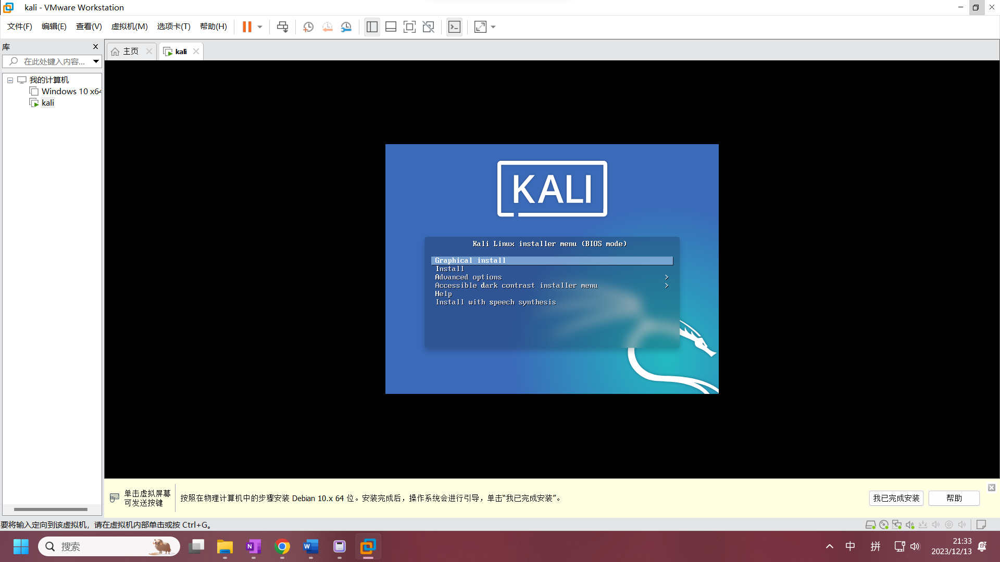 kali - VMware Workstation
文件(F) 编辑(E) 查看(V) 虚拟机(M) 选项卡(T) 帮助(H)
库
主页
kali
在此处键入内容...
我的计算机
Windows 10 x64
kali
KALI
Kali Linux installer menu (BIOS mode)
Graphical install
Install
Advanced options >
Accessible dark contrast installer menu >
Help
Install with speech synthesis
单击虚拟屏幕
可发送按键
按照在物理计算机中的步骤安装 Debian 10.x 64 位。安装完成后，操作系统会进行引导，单击“我已完成安装”。
我已完成安装
帮助
要将输入定向到该虚拟机，请在虚拟机内部单击或按 Ctrl+G。
搜索
中
拼
21:33
2023/12/13